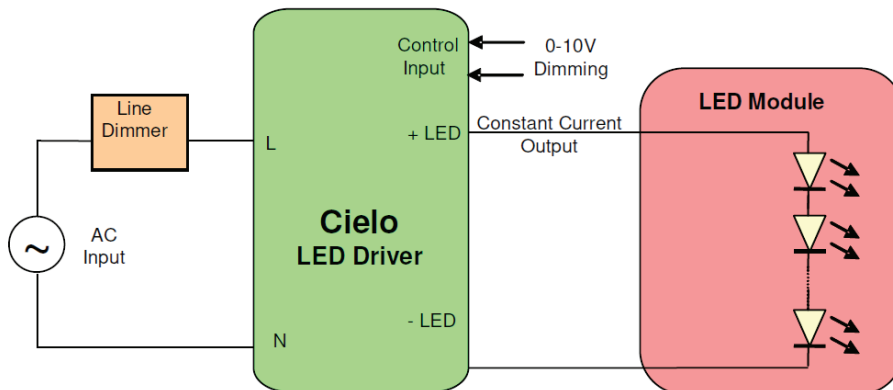 Line
Dimmer
AC
Input
~
L
N
Cielo
LED Driver
Control
Input
+ LED
- LED
0-10V
Dimming
Constant Current
Output
LED Module